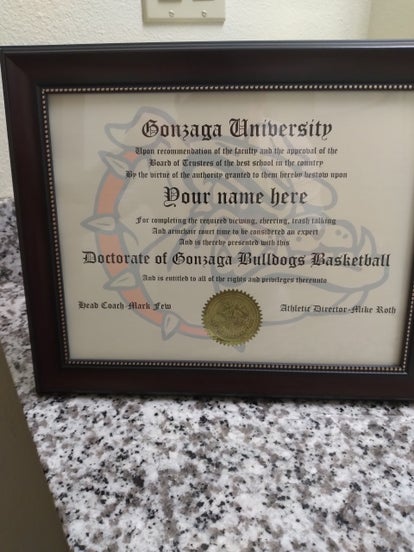 Gonzaga University
Upon recommendation of the faculty and the approval of the
Board of Trustees of the best school in the country
By the virtue of the authority granted to them hereby bestow upon
Your name here
For completing the required viewing, cheering, trash talking
And armchair court time to be considered an expert
And is thereby presented with this
Doctorate of Gonzaga Bulldogs Basketball
And is entitled to all of the rights and privileges thereunto
Head Coach-Mark Few
Athletic Director-Mike Roth